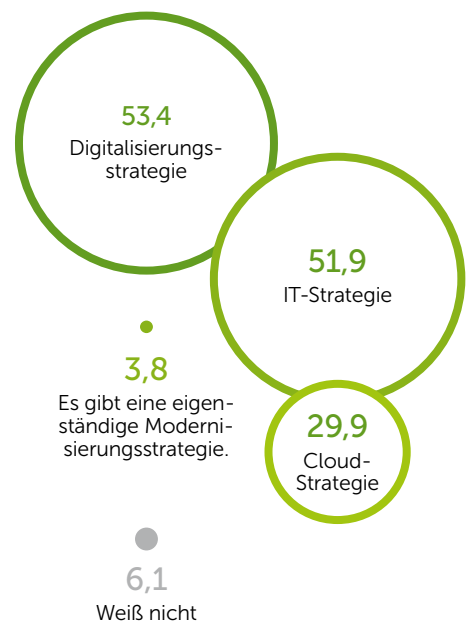 53,4
Digitalisierungs-
strategie
51,9
IT-Strategie
3,8
Es gibt eine eigen-
ständige Moderni-
sierungsstrategie.
29,9
Cloud-
Strategie
6,1
Weiß nicht